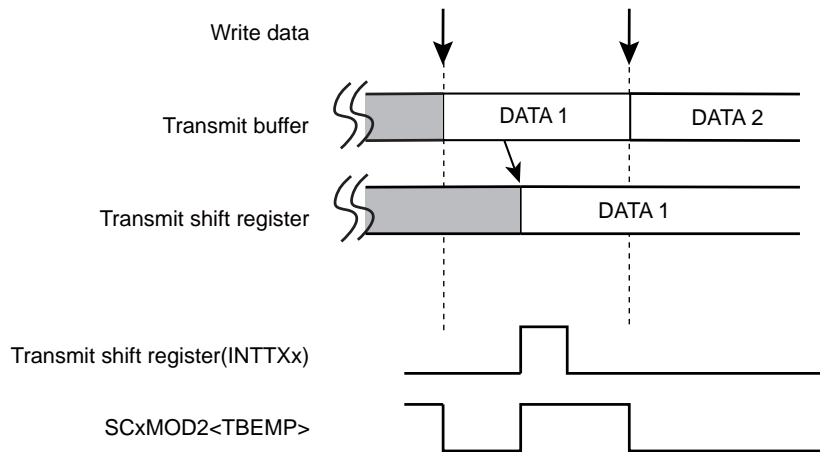 Write data
Transmit buffer
DATA 1
DATA 2
Transmit shift register
DATA 1
Transmit shift register(INTTXx)
SCxMOD2<TBEMP>